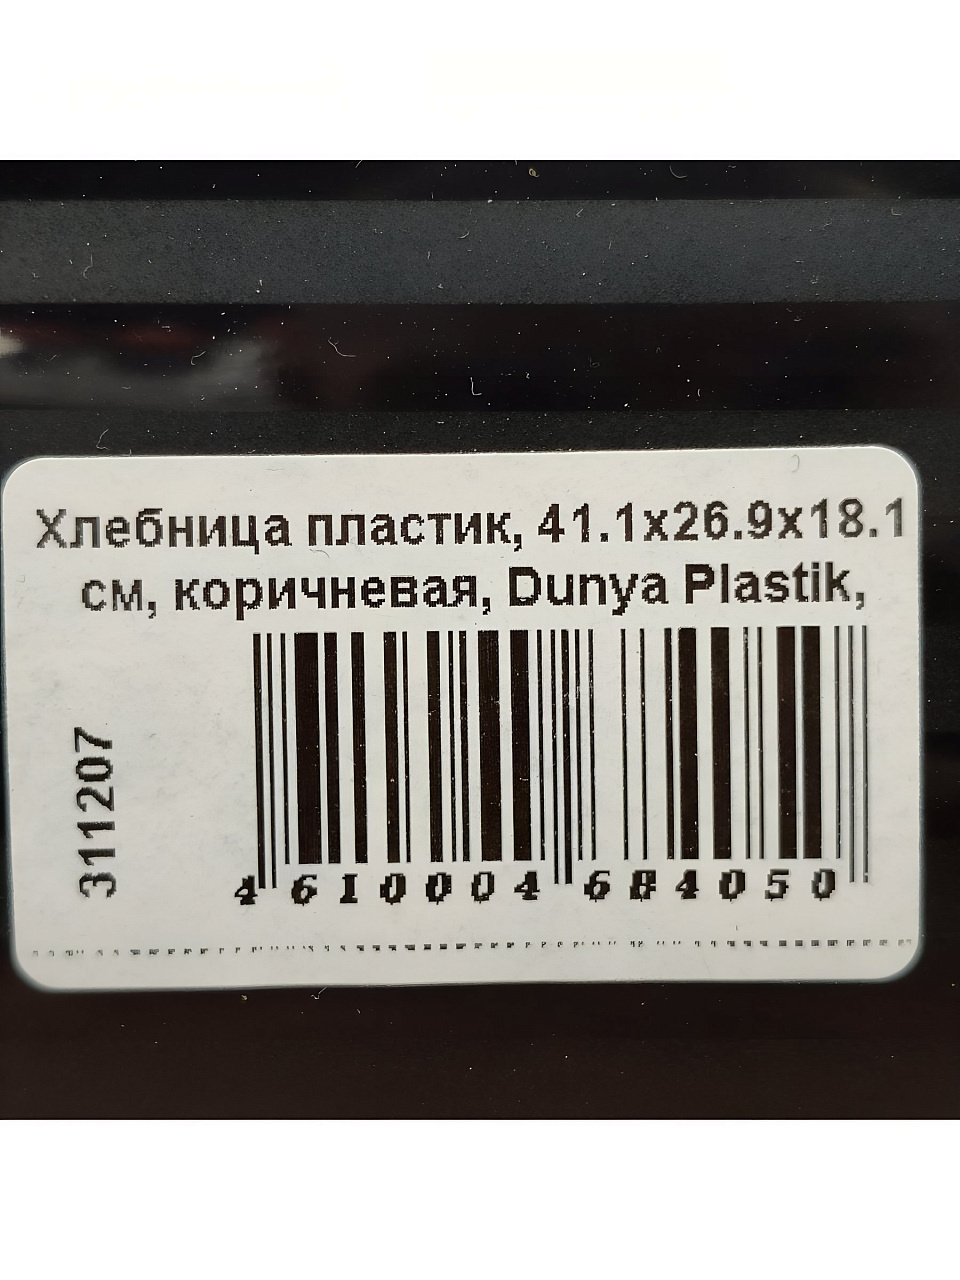 Хлебница пластик, 41.1x26.9x18.1
см, коричневая, Dunya Plastik,
311207
4 610004 684050